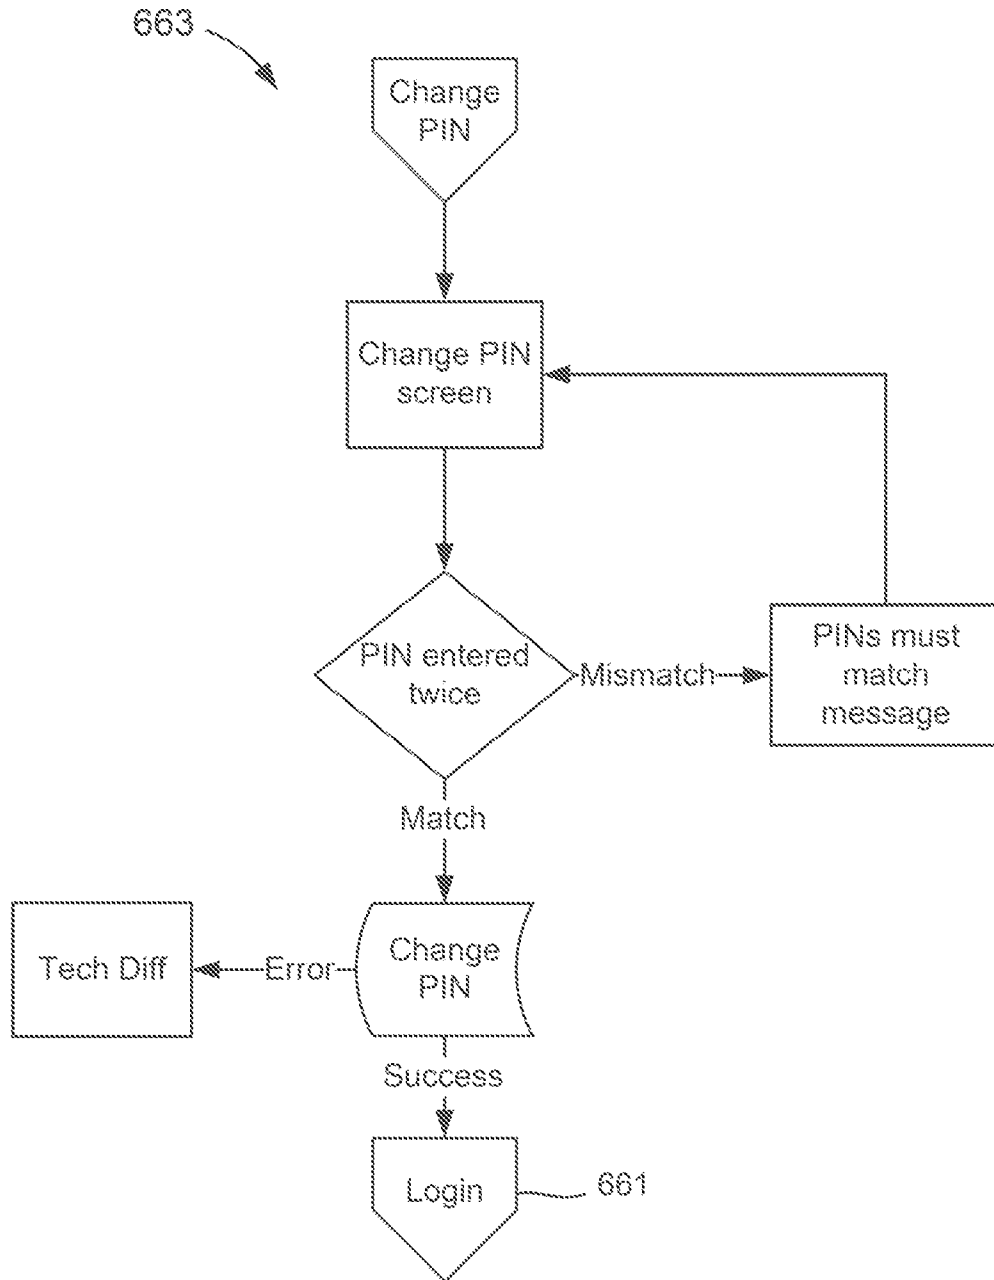 663
Change
PIN
Change PIN
screen
PIN entered
twice
Mismatch
PINs must
match
message
Match
Tech Diff
Error
Change
PIN
Success
Login
661